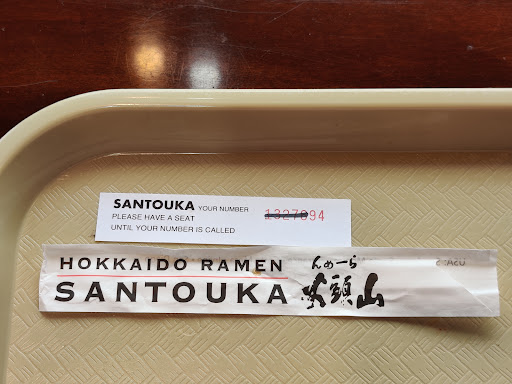 SANTOUKA YOUR NUMBER
PLEASE HAVE A SEAT
UNTIL YOUR NUMBER IS CALLED
94
HOKKAIDO RAMEN
SANTOUKA
らーめん
山頭火